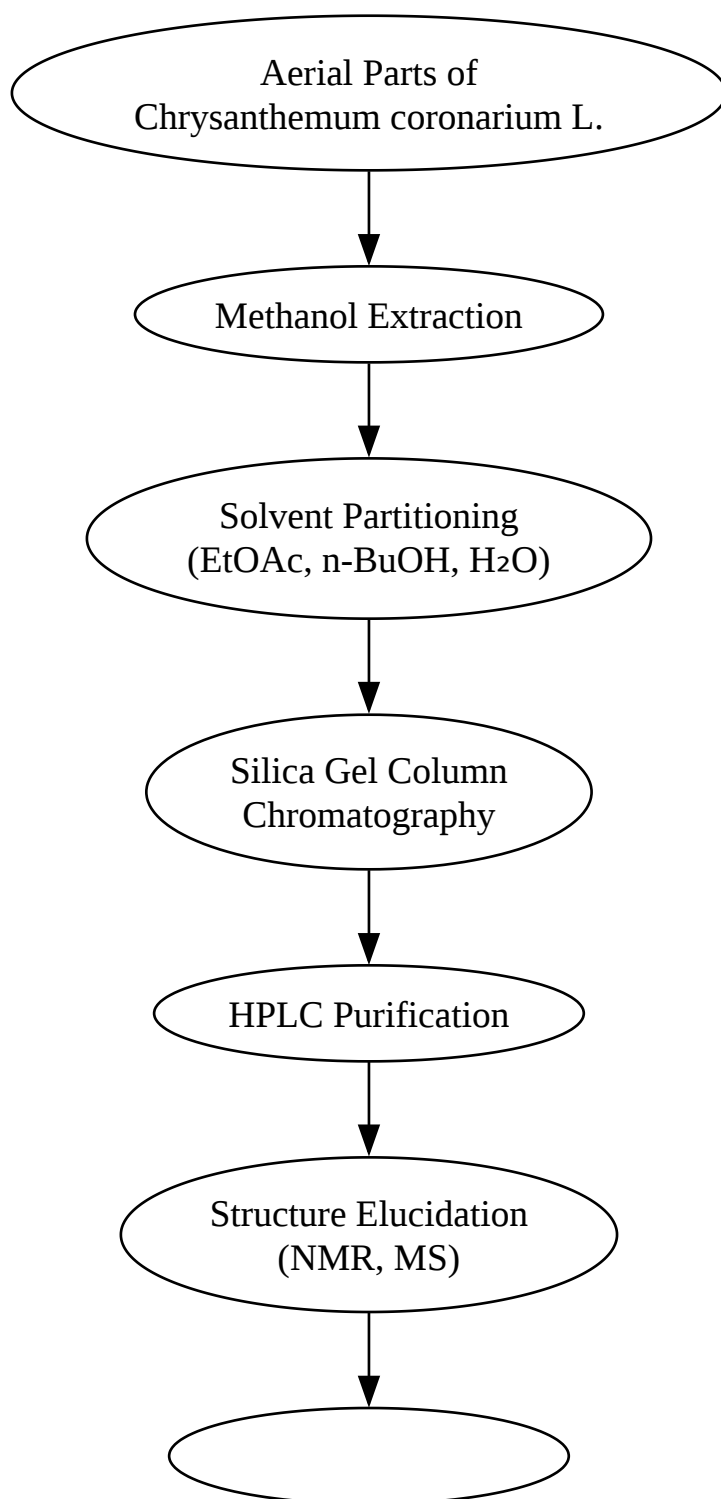 Aerial Parts of
Chrysanthemum coronarium L.
Methanol Extraction
Solvent Partitioning
(EtOAc, n-BuOH, H₂O)
Silica Gel Column
Chromatography
HPLC Purification
Structure Elucidation
(NMR, MS)